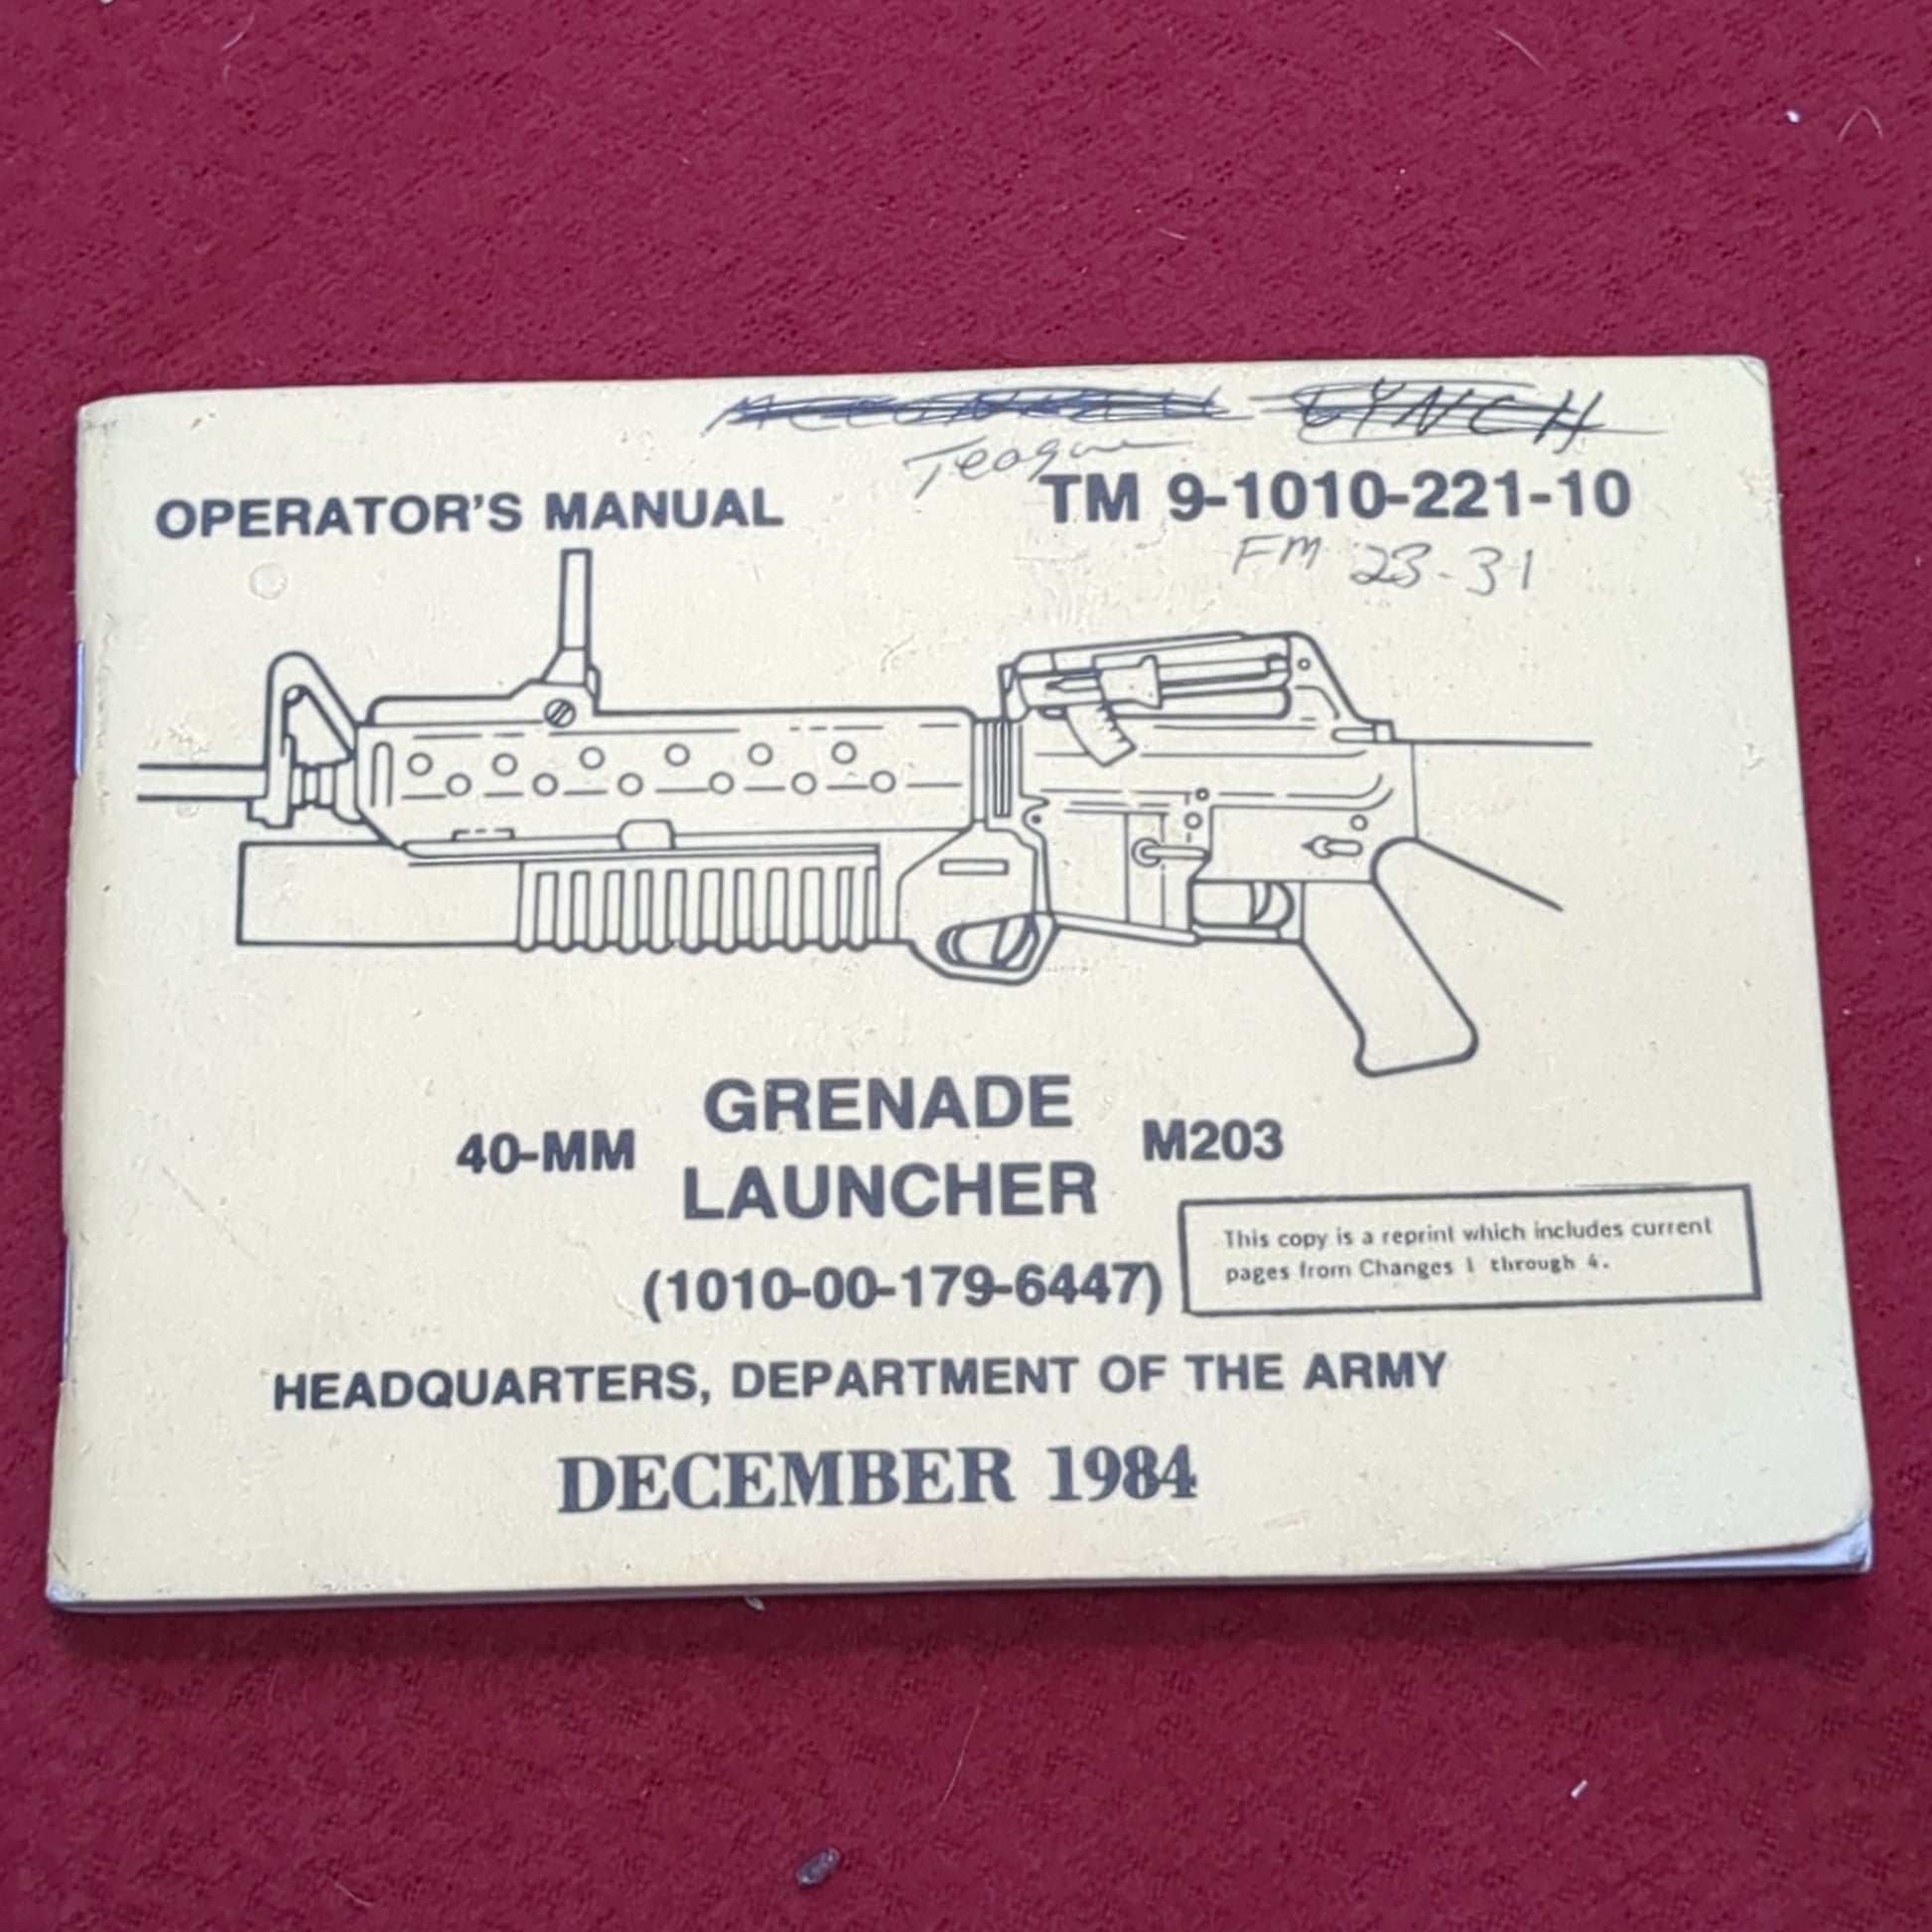 LYNCH
Teague
OPERATOR'S MANUAL
TM 9-1010-221-10
FM 23-31
40-MM
GRENADE
LAUNCHER
M203
(1010-00-179-6447)
This copy is a reprint which includes current
pages from Changes 1 through 4.
HEADQUARTERS, DEPARTMENT OF THE ARMY
DECEMBER 1984